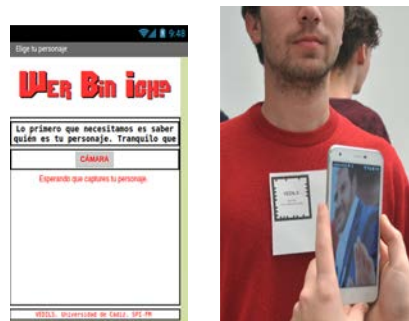 9:48
Elige tu personaje
Wer Bin ich?
Lo primero que necesitamos es saber
quién es tu personaje. Tranquilo que
CÁMARA
Esperando que captures tu personaje.
VEDILS. Universidad de Cádiz. SPI-FM
VEDILS